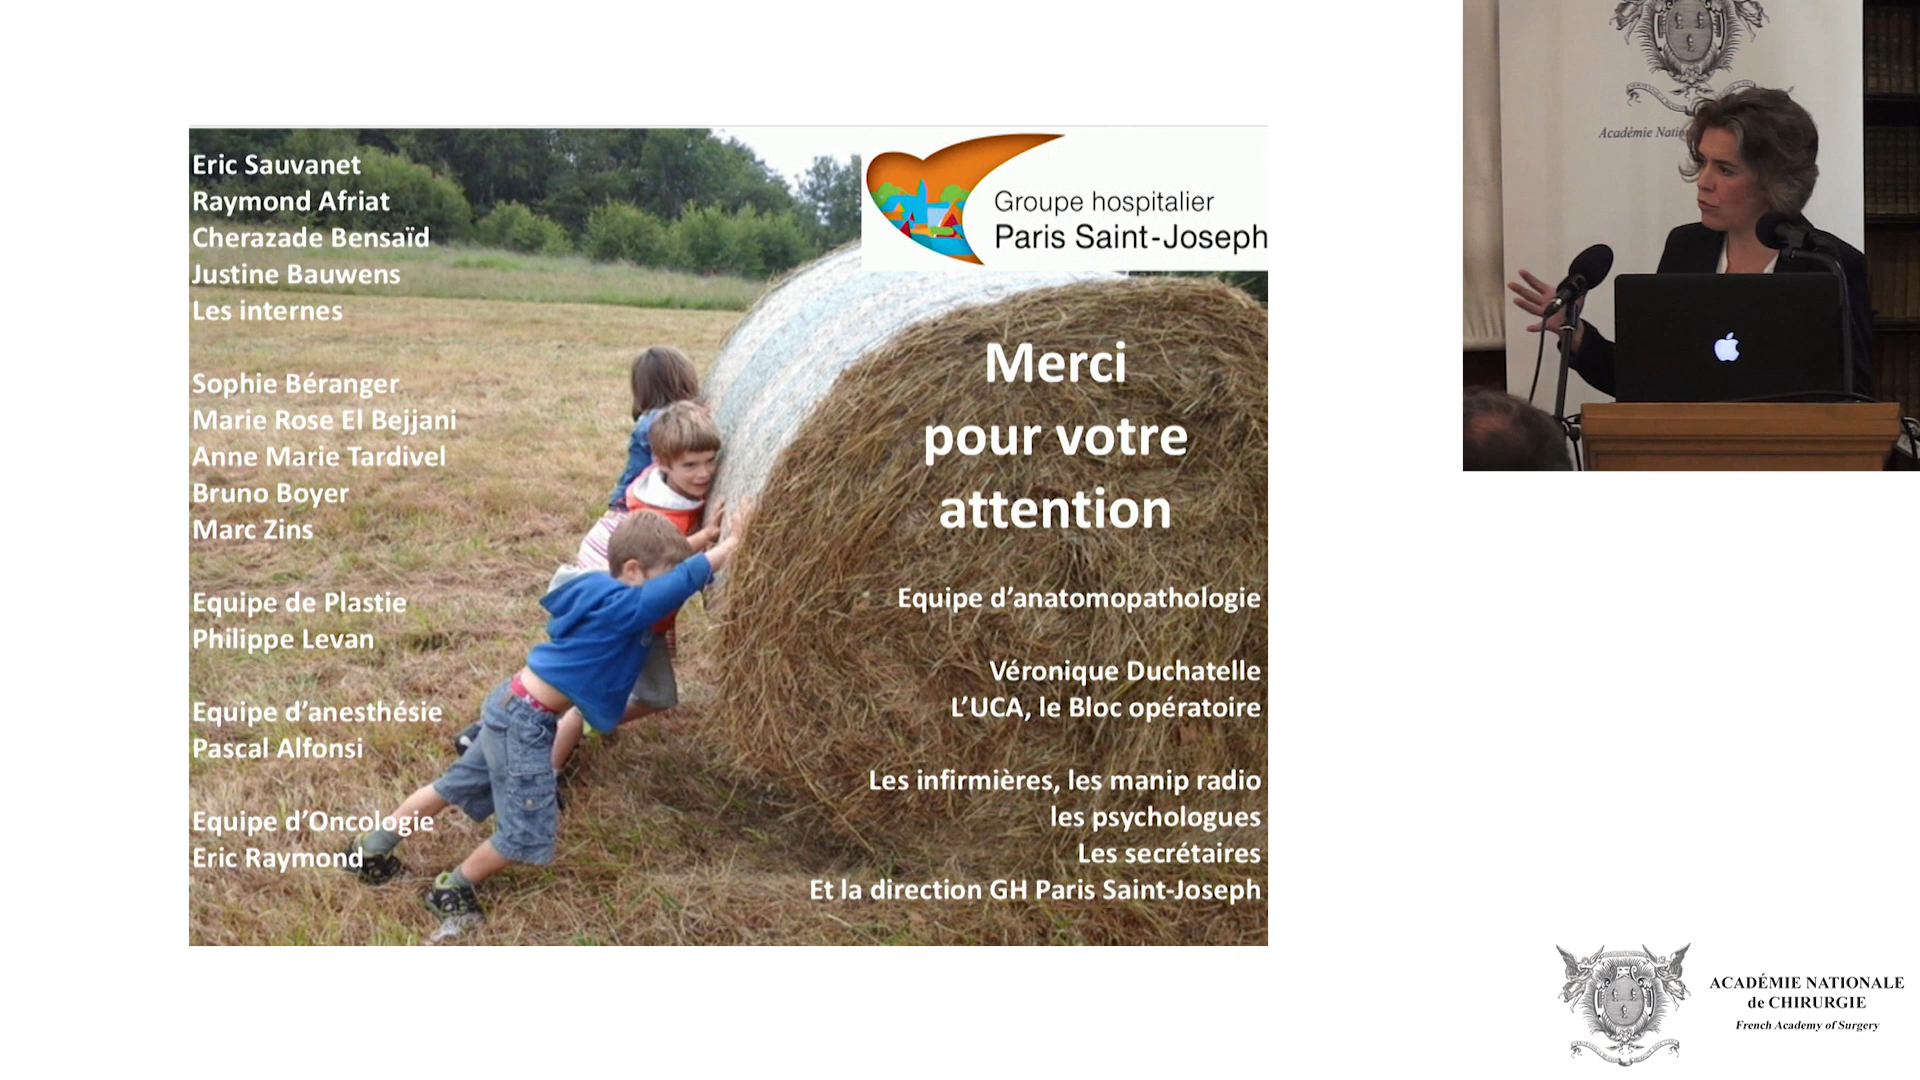 Eric Sauvanet
Raymond Afriat
Cherazade Bensaïd
Justine Bauwens
Les internes
Sophie Béranger
Marie Rose El Bejjani
Anne Marie Tardivel
Bruno Boyer
Marc Zins
Equipe de Plastie
Philippe Levan
Equipe d’anesthésie
Pascal Alfonsi
Equipe d’Oncologie
Eric Raymond
Groupe hospitalier
Paris Saint-Joseph
Merci
pour votre
attention
Equipe d’anatomopathologie
Véronique Duchatelle
L’UCA, le Bloc opératoire
Les infirmières, les manip radio
les psychologues
Les secrétaires
Et la direction GH Paris Saint-Joseph
Académie
ACADÉMIE NATIONALE
de CHIRURGIE
French Academy of Surgery